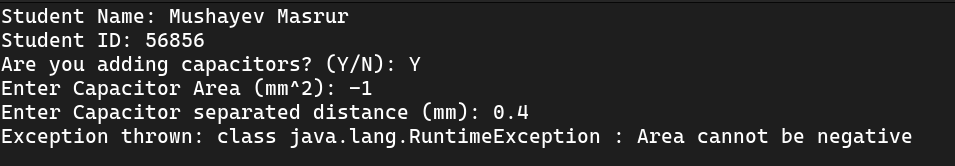 Student Name: Mushayev Masrur
Student ID: 56856
Are you adding capacitors? (Y/N): Y
Enter Capacitor Area (mm^2): -1
Enter Capacitor separated distance (mm): 0.4
Exception thrown: class java.lang.RuntimeException : Area cannot be negative